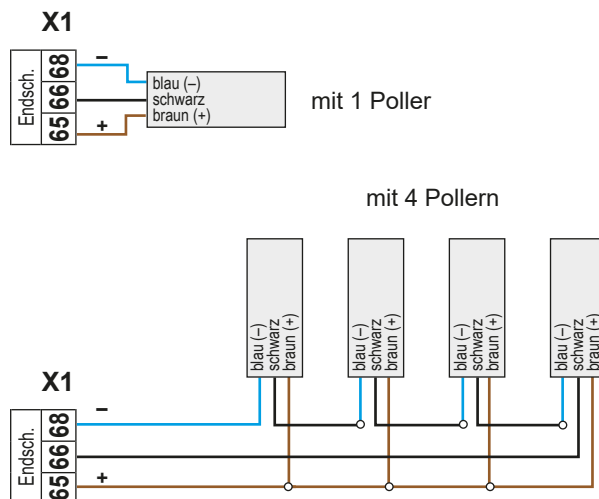 X1
Endsch.
68
66
65
–
+
blau (–)
schwarz
braun (+)
mit 1 Poller
mit 4 Pollern
blau (–)
schwarz
braun (+)
blau (–)
schwarz
braun (+)
blau (–)
schwarz
braun (+)
blau (–)
schwarz
braun (+)
X1
Endsch.
68
66
65
–
+